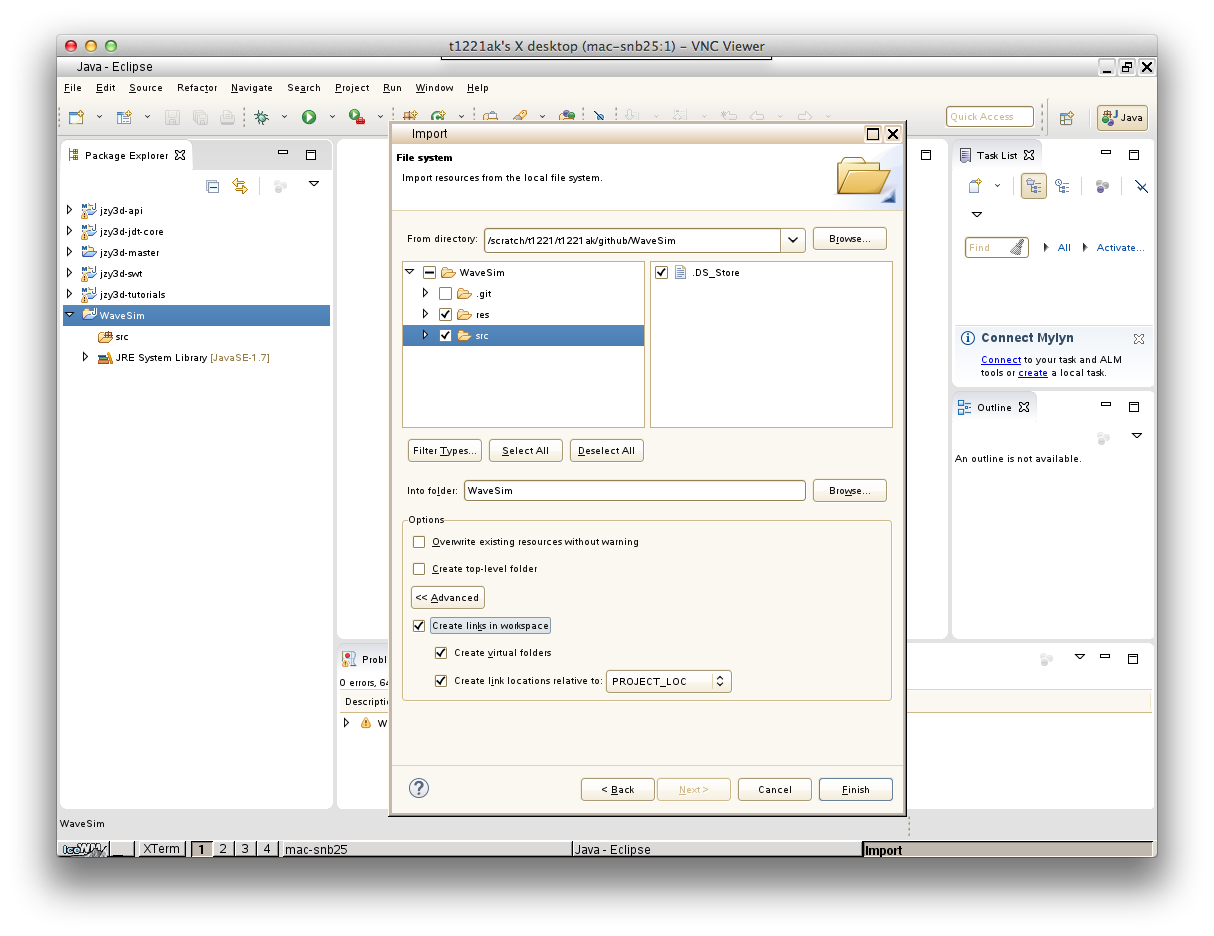 t1221ak's X desktop (mac-snb25:1) – VNC Viewer
Java - Eclipse
File Edit Source Refactor Navigate Search Project Run Window Help
Quick Access
Java
Import
File system
Import resources from the local file system.
From directory: /scratch/t1221/t1221ak/github/WaveSim Browse...
WaveSim
.git
res
src
.DS_Store
Filter Types... Select All Deselect All
Into folder: WaveSim Browse...
Options
Overwrite existing resources without warning
Create top-level folder
<< Advanced
Create links in workspace
Create virtual folders
Create link locations relative to: PROJECT_LOC
< Back Next > Cancel Finish
Package Explorer
jzy3d-api
jzy3d-jdt-core
jzy3d-master
jzy3d-swt
jzy3d-tutorials
WaveSim
src
JRE System Library [JavaSE-1.7]
Task List
Find All Activate...
Connect Mylyn
Connect to your task and ALM
tools or create a local task.
Outline
An outline is not available.
Probl
0 errors, 64
Descripti
W
WaveSim
IceWM XTerm 1 2 3 4 mac-snb25 Java - Eclipse Import